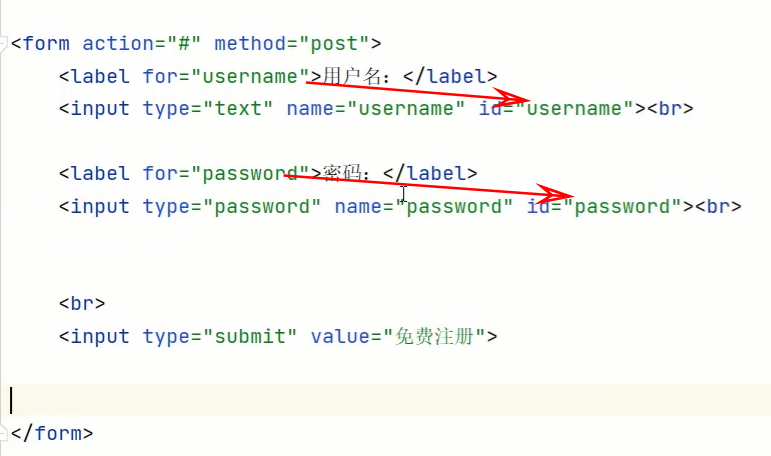 <form action="#" method="post">
<label for="username">用户名：</label>
<input type="text" name="username" id="username"><br>
<label for="password">密码：</label>
<input type="password" name="password" id="password"><br>
<br>
<input type="submit" value="免费注册">
</form>